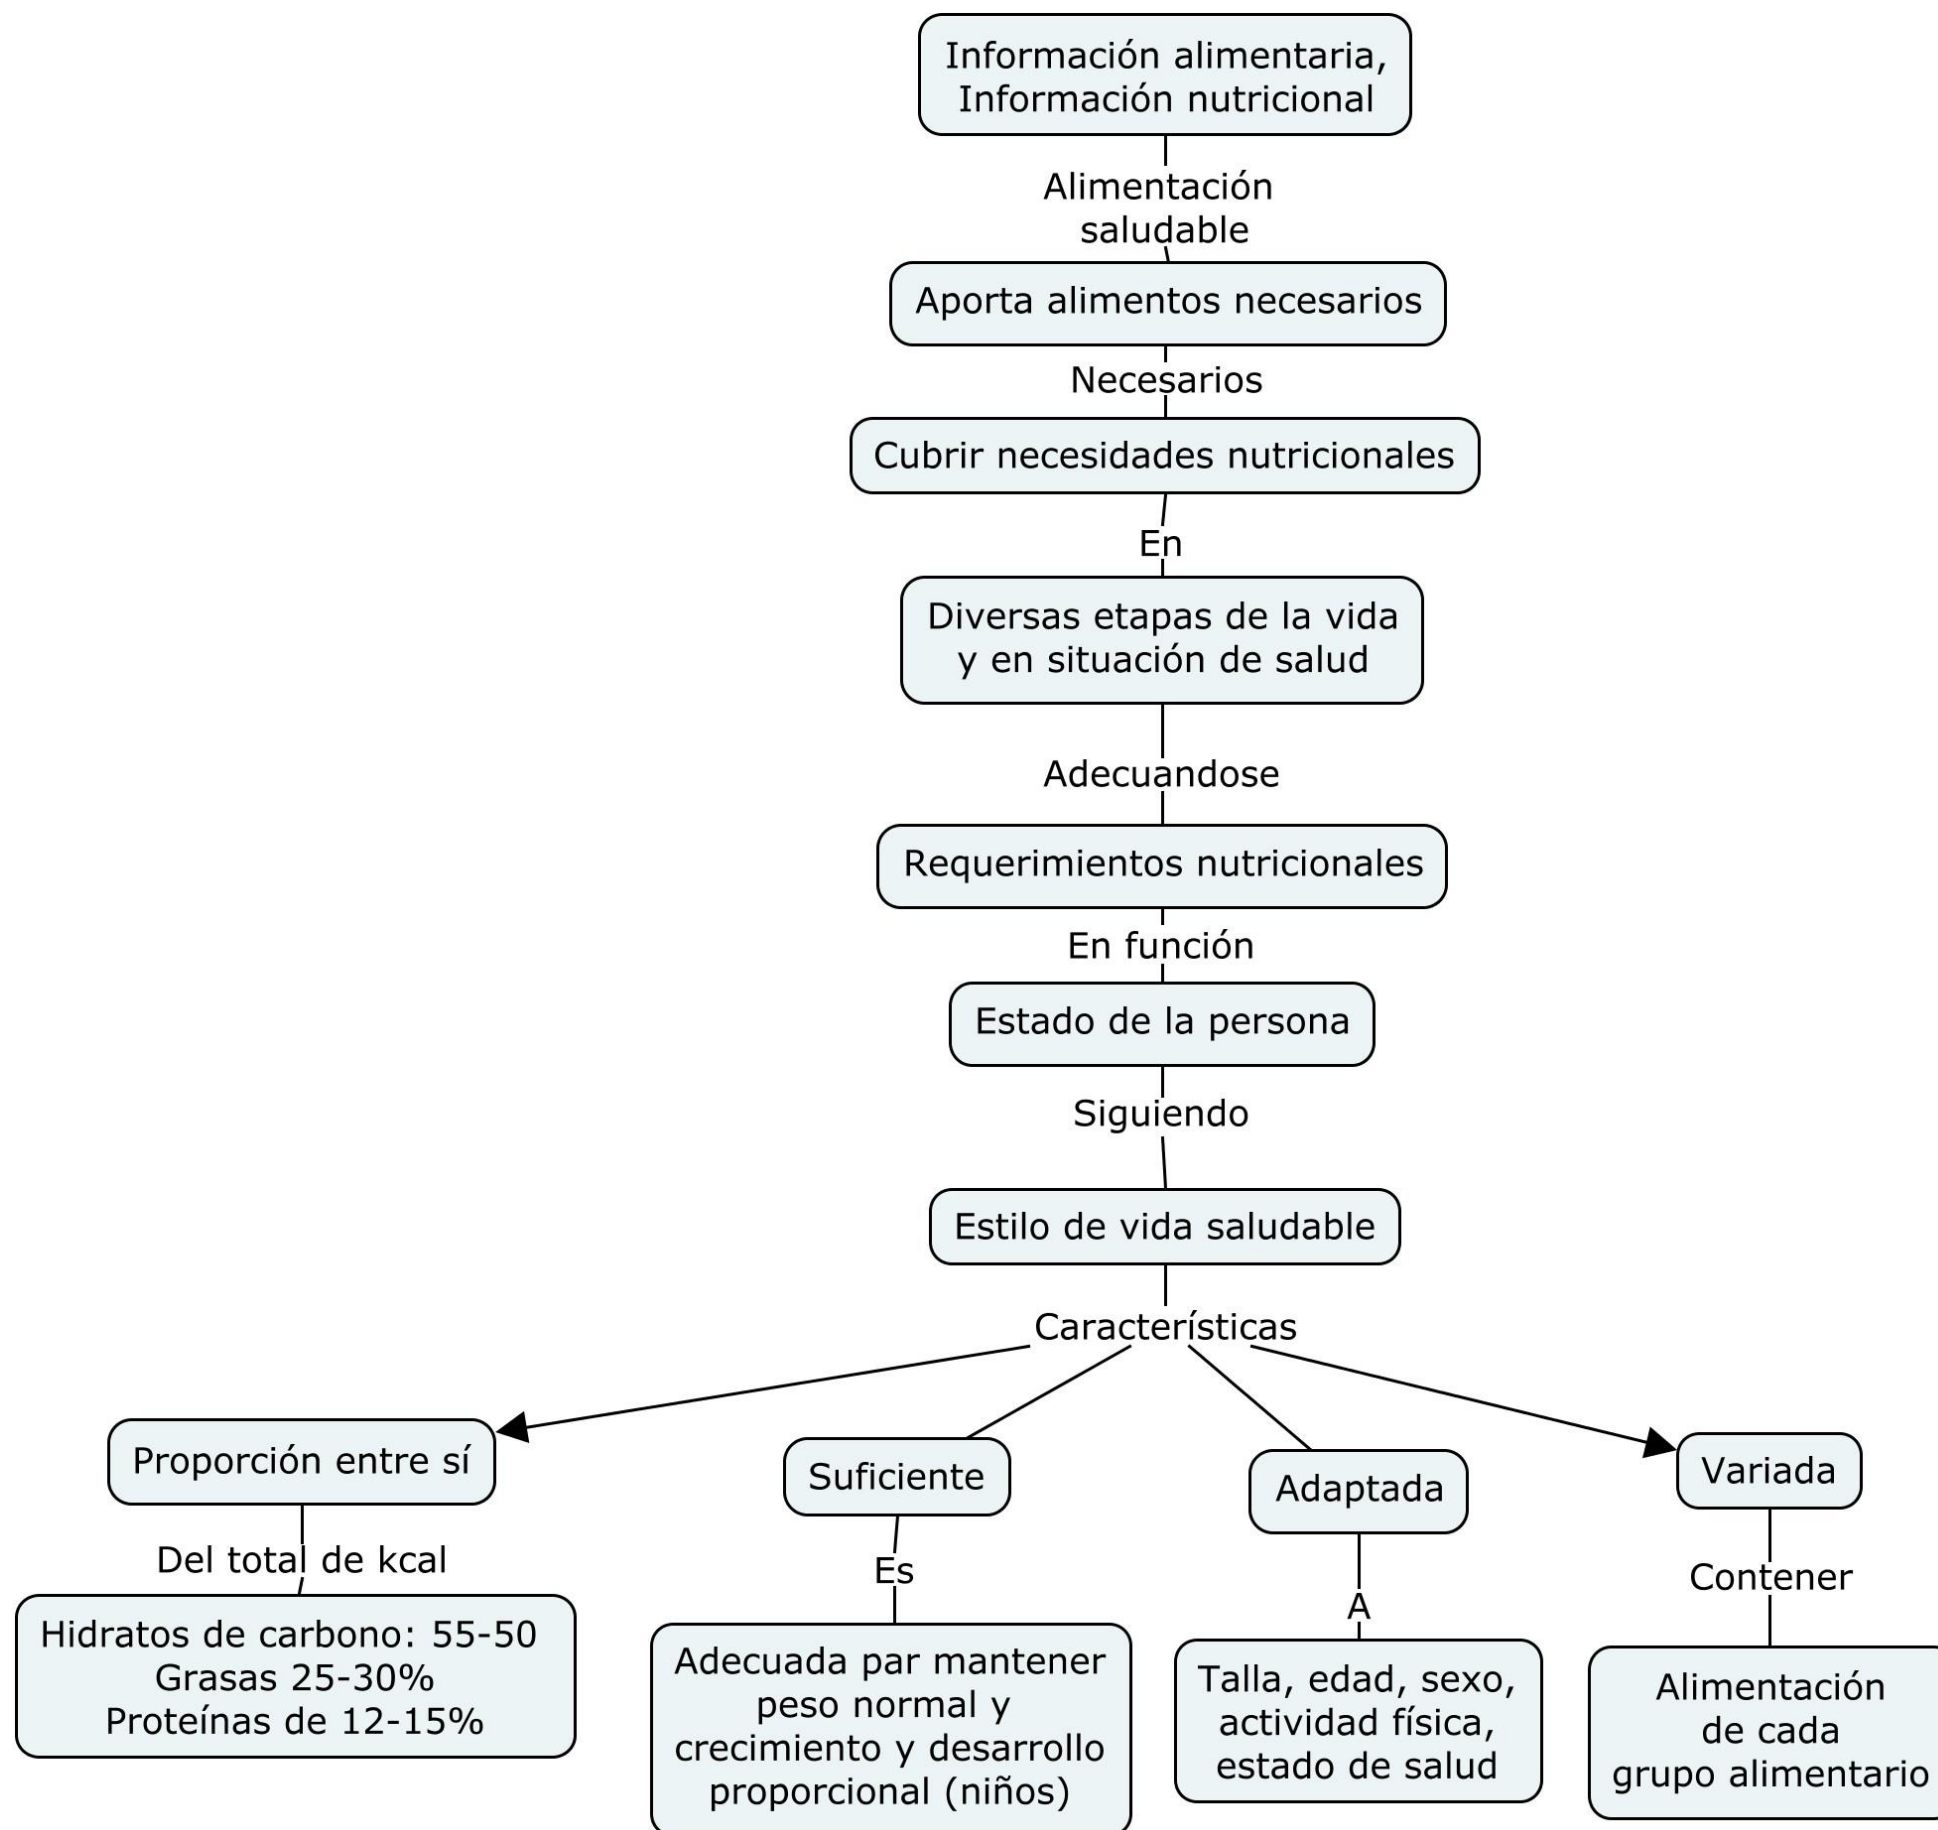 Información alimentaria,
Información nutricional
Alimentación
saludable
Aporta alimentos necesarios
Necesarios
Cubrir necesidades nutricionales
En
Diversas etapas de la vida
y en situación de salud
Adecuandose
Requerimientos nutricionales
En función
Estado de la persona
Siguiendo
Estilo de vida saludable
Características
Proporción entre sí
Del total de kcal
Hidratos de carbono: 55-50
Grasas 25-30%
Proteínas de 12-15%
Suficiente
Es
Adecuada par mantener
peso normal y
crecimiento y desarrollo
proporcional (niños)
Adaptada
A
Talla, edad, sexo,
actividad física,
estado de salud
Variada
Contener
Alimentación
de cada
grupo alimentario